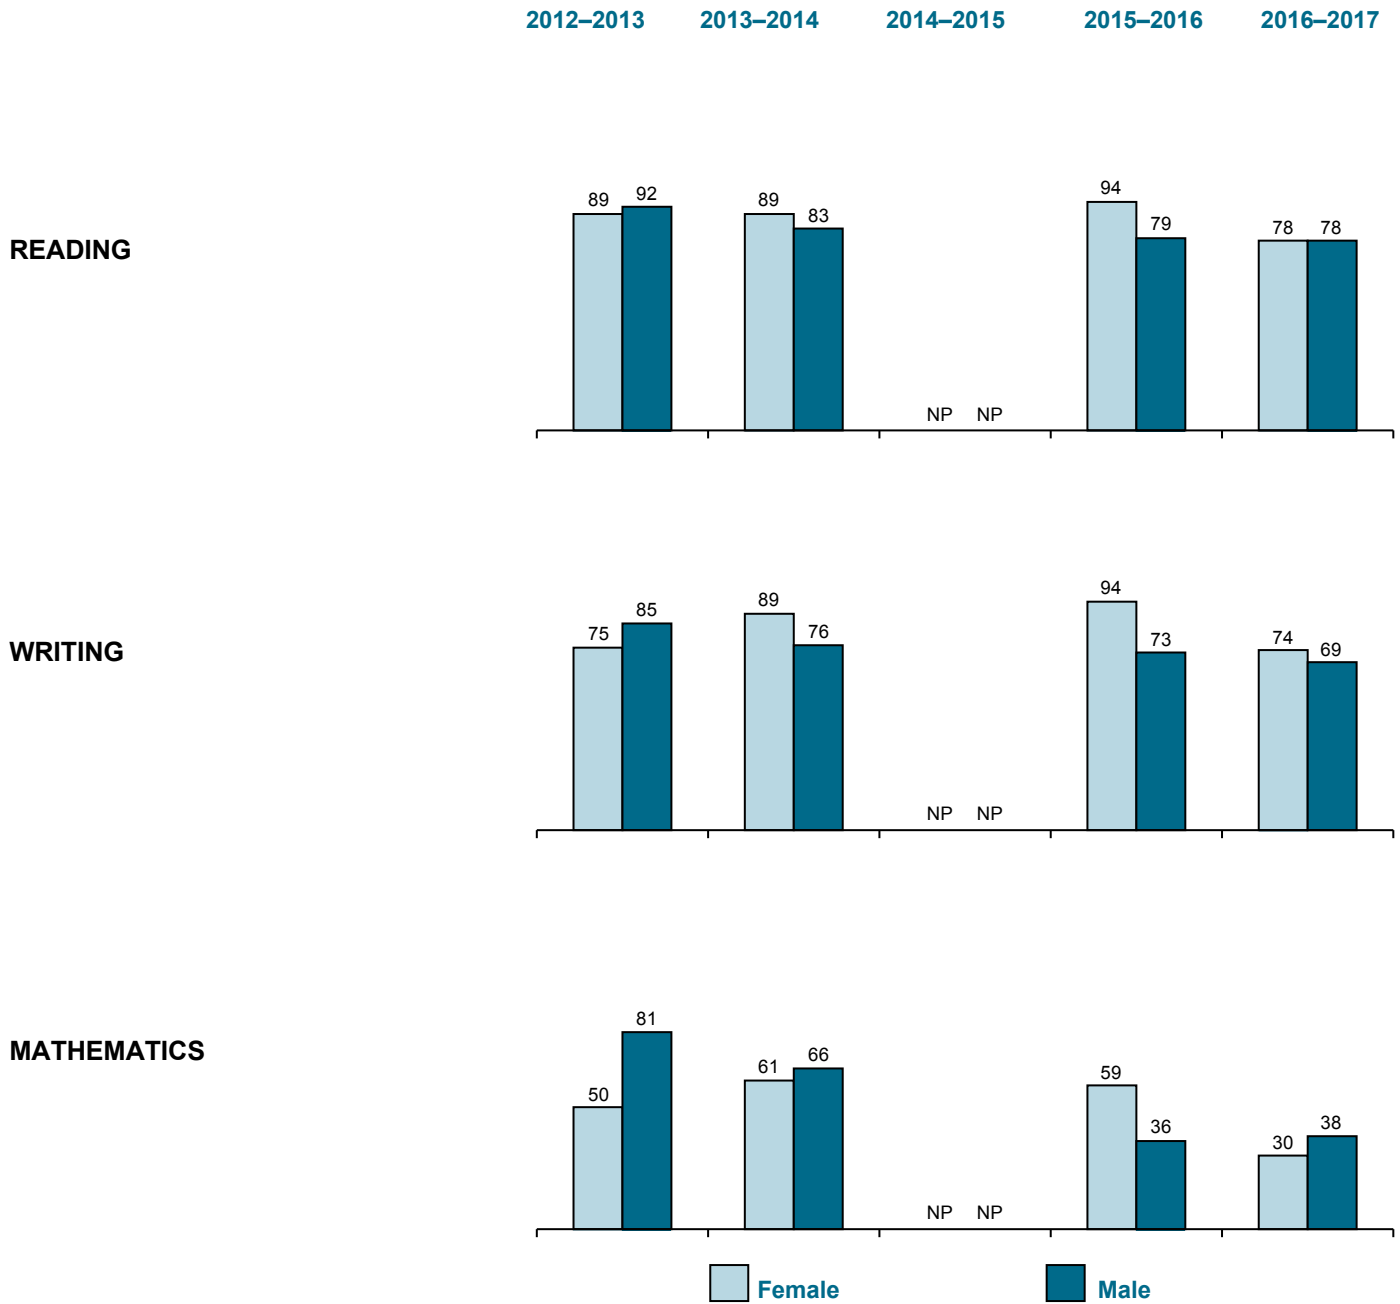 2012–2013 2013–2014 2014–2015 2015–2016 2016–2017
READING
89 92 89 83 NP NP 94 79 78 78
WRITING
75 85 89 76 NP NP 94 73 74 69
MATHEMATICS
50 81 61 66 NP NP 59 36 30 38
Female Male